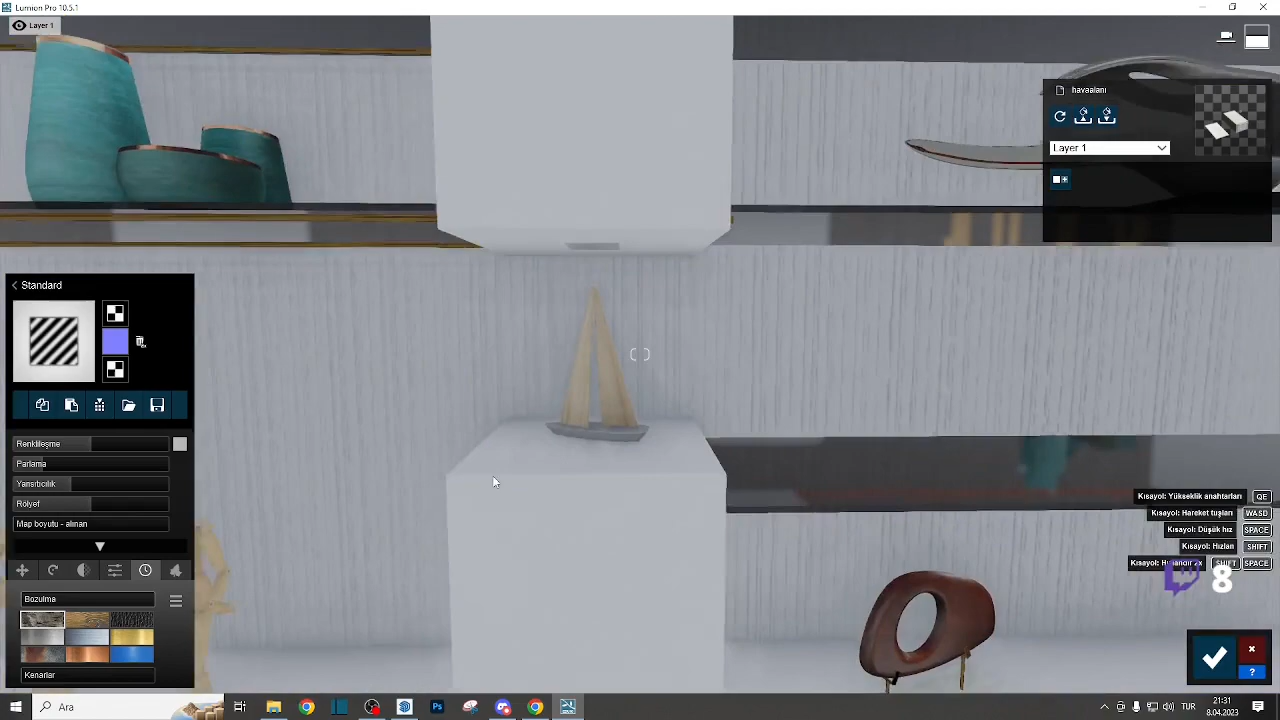 Lumion Pro 10.5.1
Layer 1
havaalanı
Layer 1
Standard
Renklileşme
Parlama
Yansıtıcılık
Rölyef
Map boyutu - alınan
Bozulma
Kenarlar
Kısayol: Yükseklik anahtarları QE
Kısayol: Hareket tuşları WASD
Kısayol: Düşük hız SPACE
Kısayol: Hızlan SHIFT
SHIFT SPACE
8
?
Ps
Ara
TUR
21:31
8.04.2023